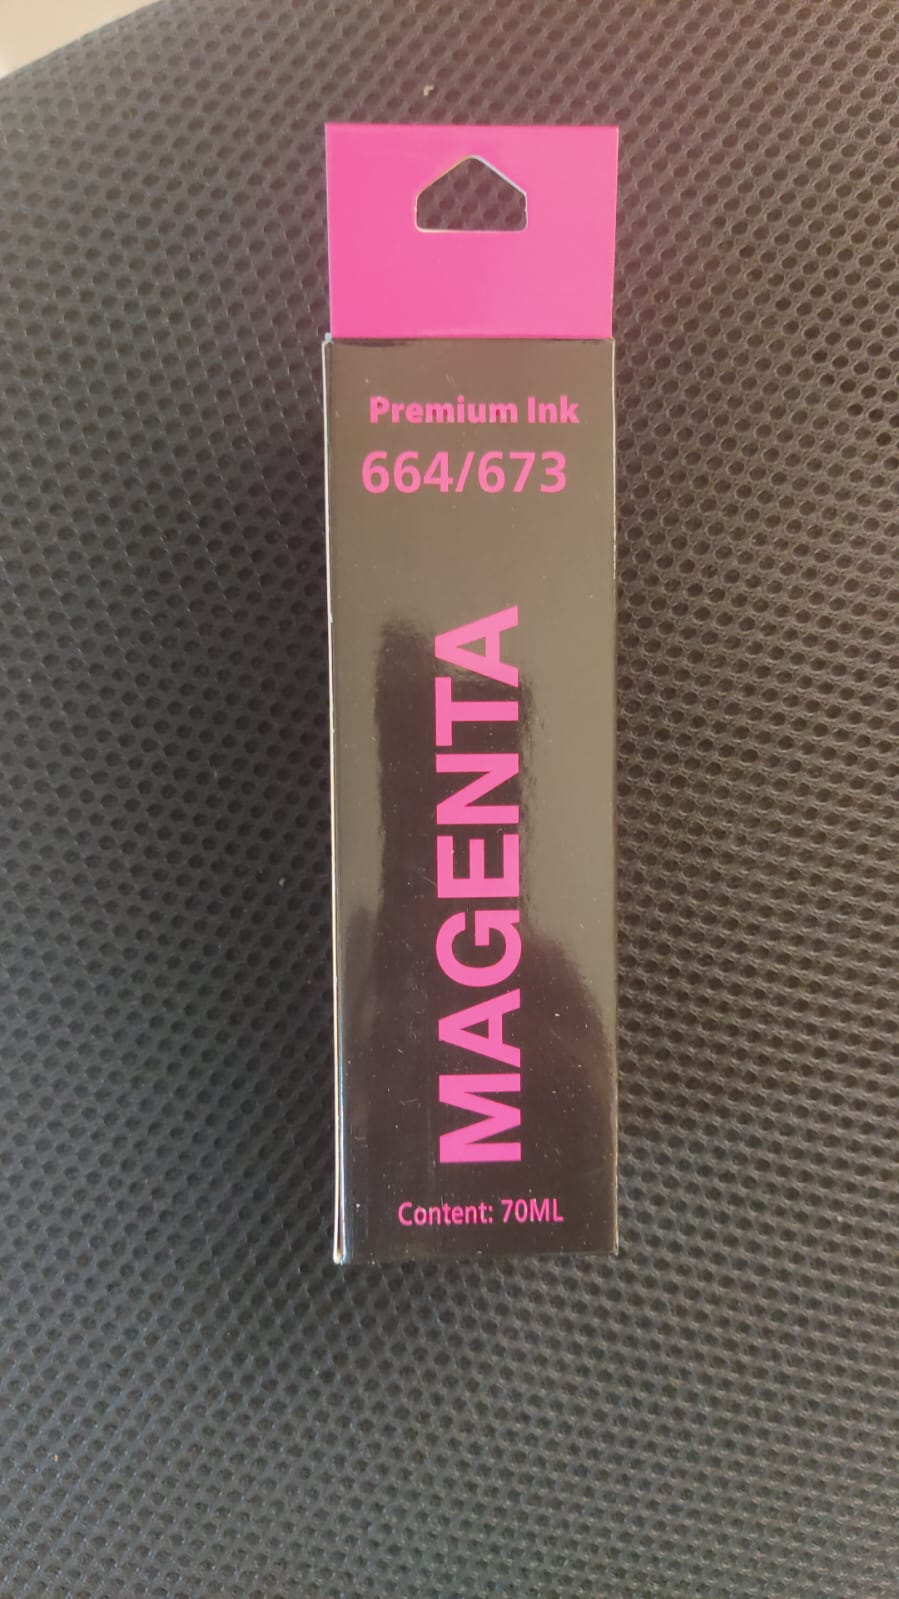 Premium Ink
664/673
MAGENTA
Content: 70ML